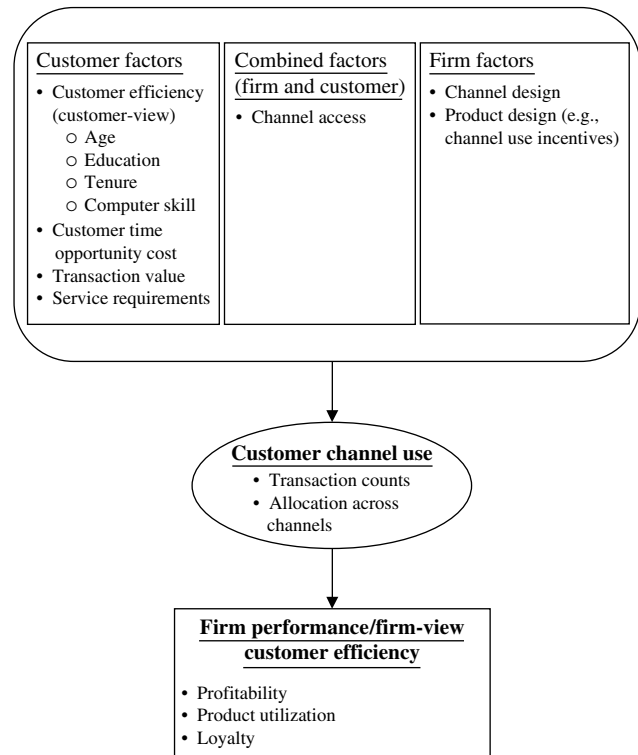 Customer factors
• Customer efficiency
(customer-view)
○ Age
○ Education
○ Tenure
○ Computer skill
• Customer time
opportunity cost
• Transaction value
• Service requirements
Combined factors
(firm and customer)
• Channel access
Firm factors
• Channel design
• Product design (e.g.,
channel use incentives)
Customer channel use
• Transaction counts
• Allocation across
channels
Firm performance/firm-view
customer efficiency
• Profitability
• Product utilization
• Loyalty